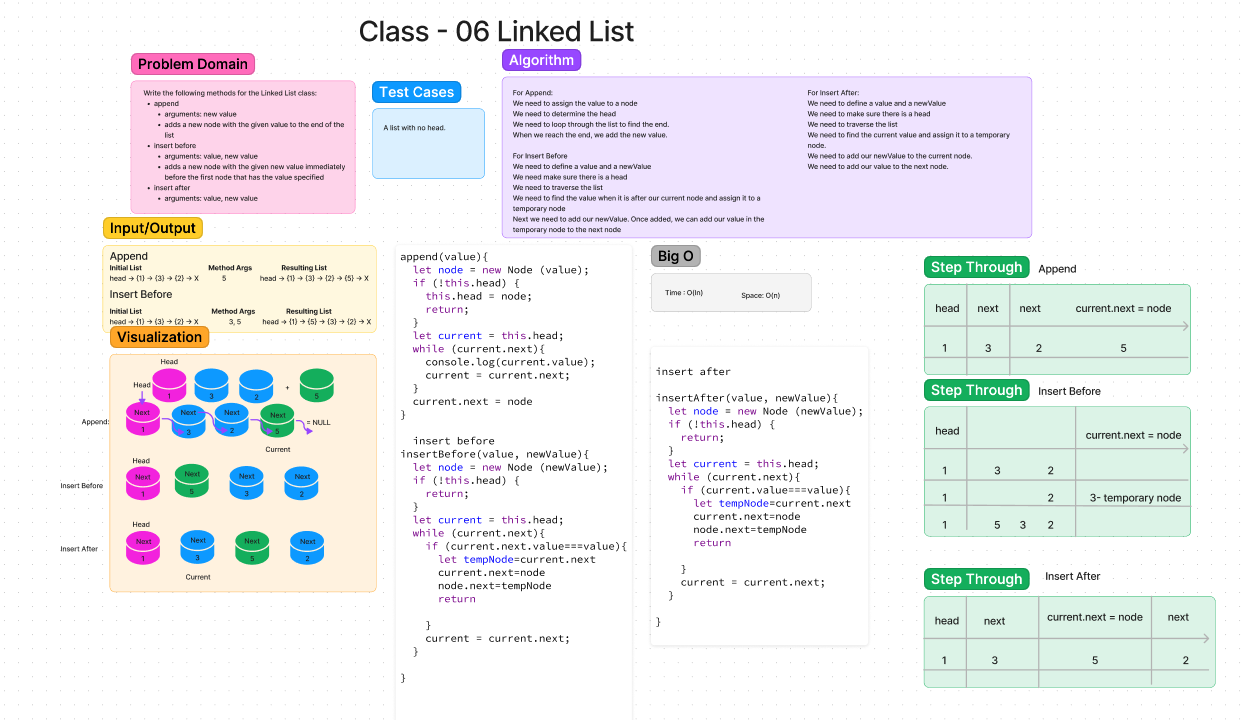 Class - 06 Linked List
Problem Domain
Write the following methods for the Linked List class:
• append
• arguments: new value
• adds a new node with the given value to the end of the
list
• insert before
• arguments: value, new value
• adds a new node with the given new value immediately
before the first node that has the value specified
• insert after
• arguments: value, new value
Test Cases
A list with no head.
Algorithm
For Append:
We need to assign the value to a node
We need to determine the head
We need to loop through the list to find the end.
When we reach the end, we add the new value.
For Insert Before
We need to define a value and a newValue
We need make sure there is a head
We need to traverse the list
We need to find the value when it is after our current node and assign it to a
temporary node
Next we need to add our newValue. Once added, we can add our value in the
temporary node to the next node
For Insert After:
We need to define a value and a newValue
We need to make sure there is a head
We need to traverse the list
We need to find the current value and assign it to a temporary
node.
We need to add our newValue to the current node.
We need to add our value to the next node.
Input/Output
Append
Initial List Method Args Resulting List
head -> {1} -> {3} -> {2} -> X 5 head -> {1} -> {3} -> {2} -> {5} -> X
Insert Before
Initial List Method Args Resulting List
head -> {1} -> {3} -> {2} -> X 3, 5 head -> {1} -> {5} -> {3} -> {2} -> X
Visualization
Head
1 3 2 + 5
Head
Append: Next Next Next Next = NULL
1 3 2 5
Current
Head
Insert Before Next Next Next Next
1 5 3 2
Head
Insert After Next Next Next Next
1 3 5 2
Current
append(value){
let node = new Node (value);
if (!this.head) {
this.head = node;
return;
}
let current = this.head;
while (current.next){
console.log(current.value);
current = current.next;
}
current.next = node
}
insert before
insertBefore(value, newValue){
let node = new Node (newValue);
if (!this.head) {
return;
}
let current = this.head;
while (current.next){
if (current.next.value===value){
let tempNode=current.next
current.next=node
node.next=tempNode
return
}
current = current.next;
}
}
Big O
Time : O(ln) Space: O(n)
insert after
insertAfter(value, newValue){
let node = new Node (newValue);
if (!this.head) {
return;
}
let current = this.head;
while (current.next){
if (current.value===value){
let tempNode=current.next
current.next=node
node.next=tempNode
return
}
current = current.next;
}
}
Step Through Append
head next next current.next = node
1 3 2 5
Step Through Insert Before
head current.next = node
1 3 2
1 2 3- temporary node
1 5 3 2
Step Through Insert After
head next current.next = node next
1 3 5 2